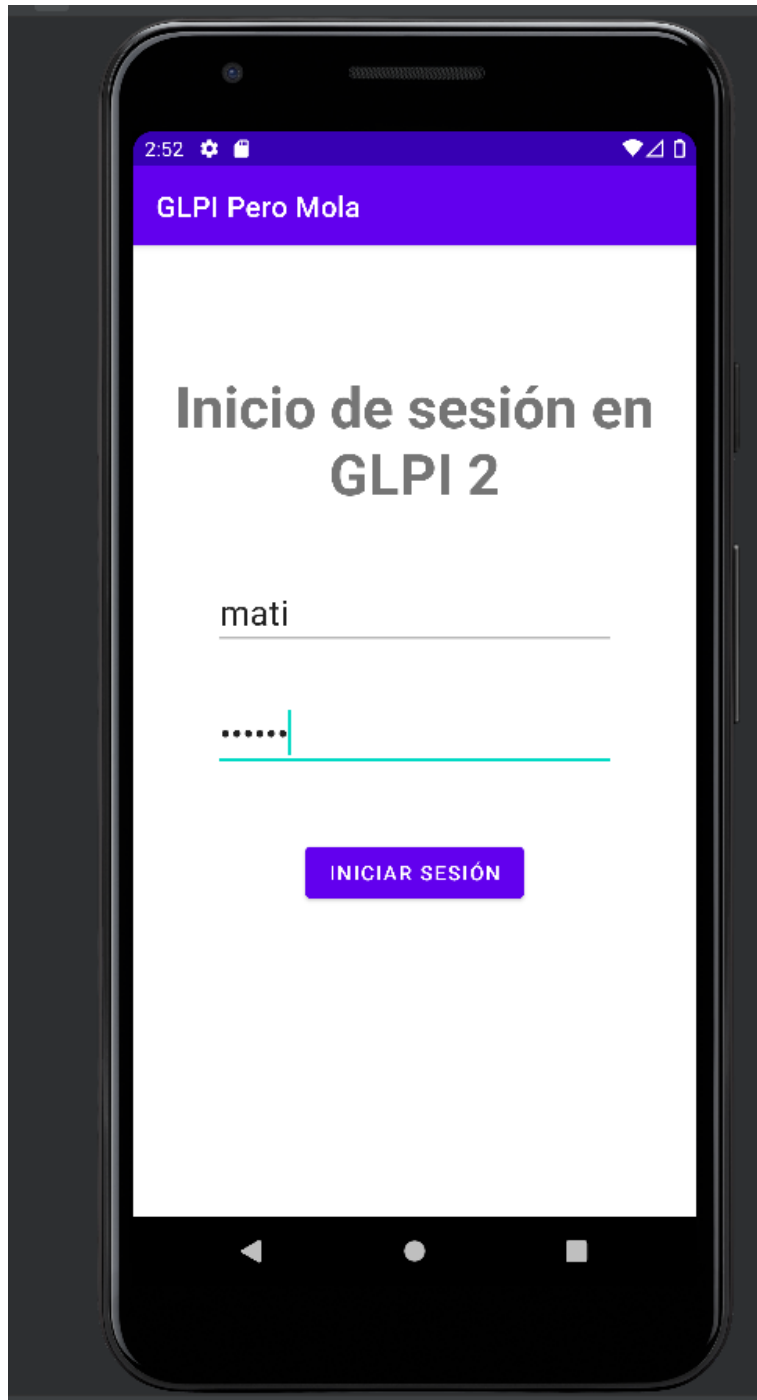 2:52
GLPI Pero Mola
Inicio de sesión en
GLPI 2
mati
••••••
INICIAR SESIÓN